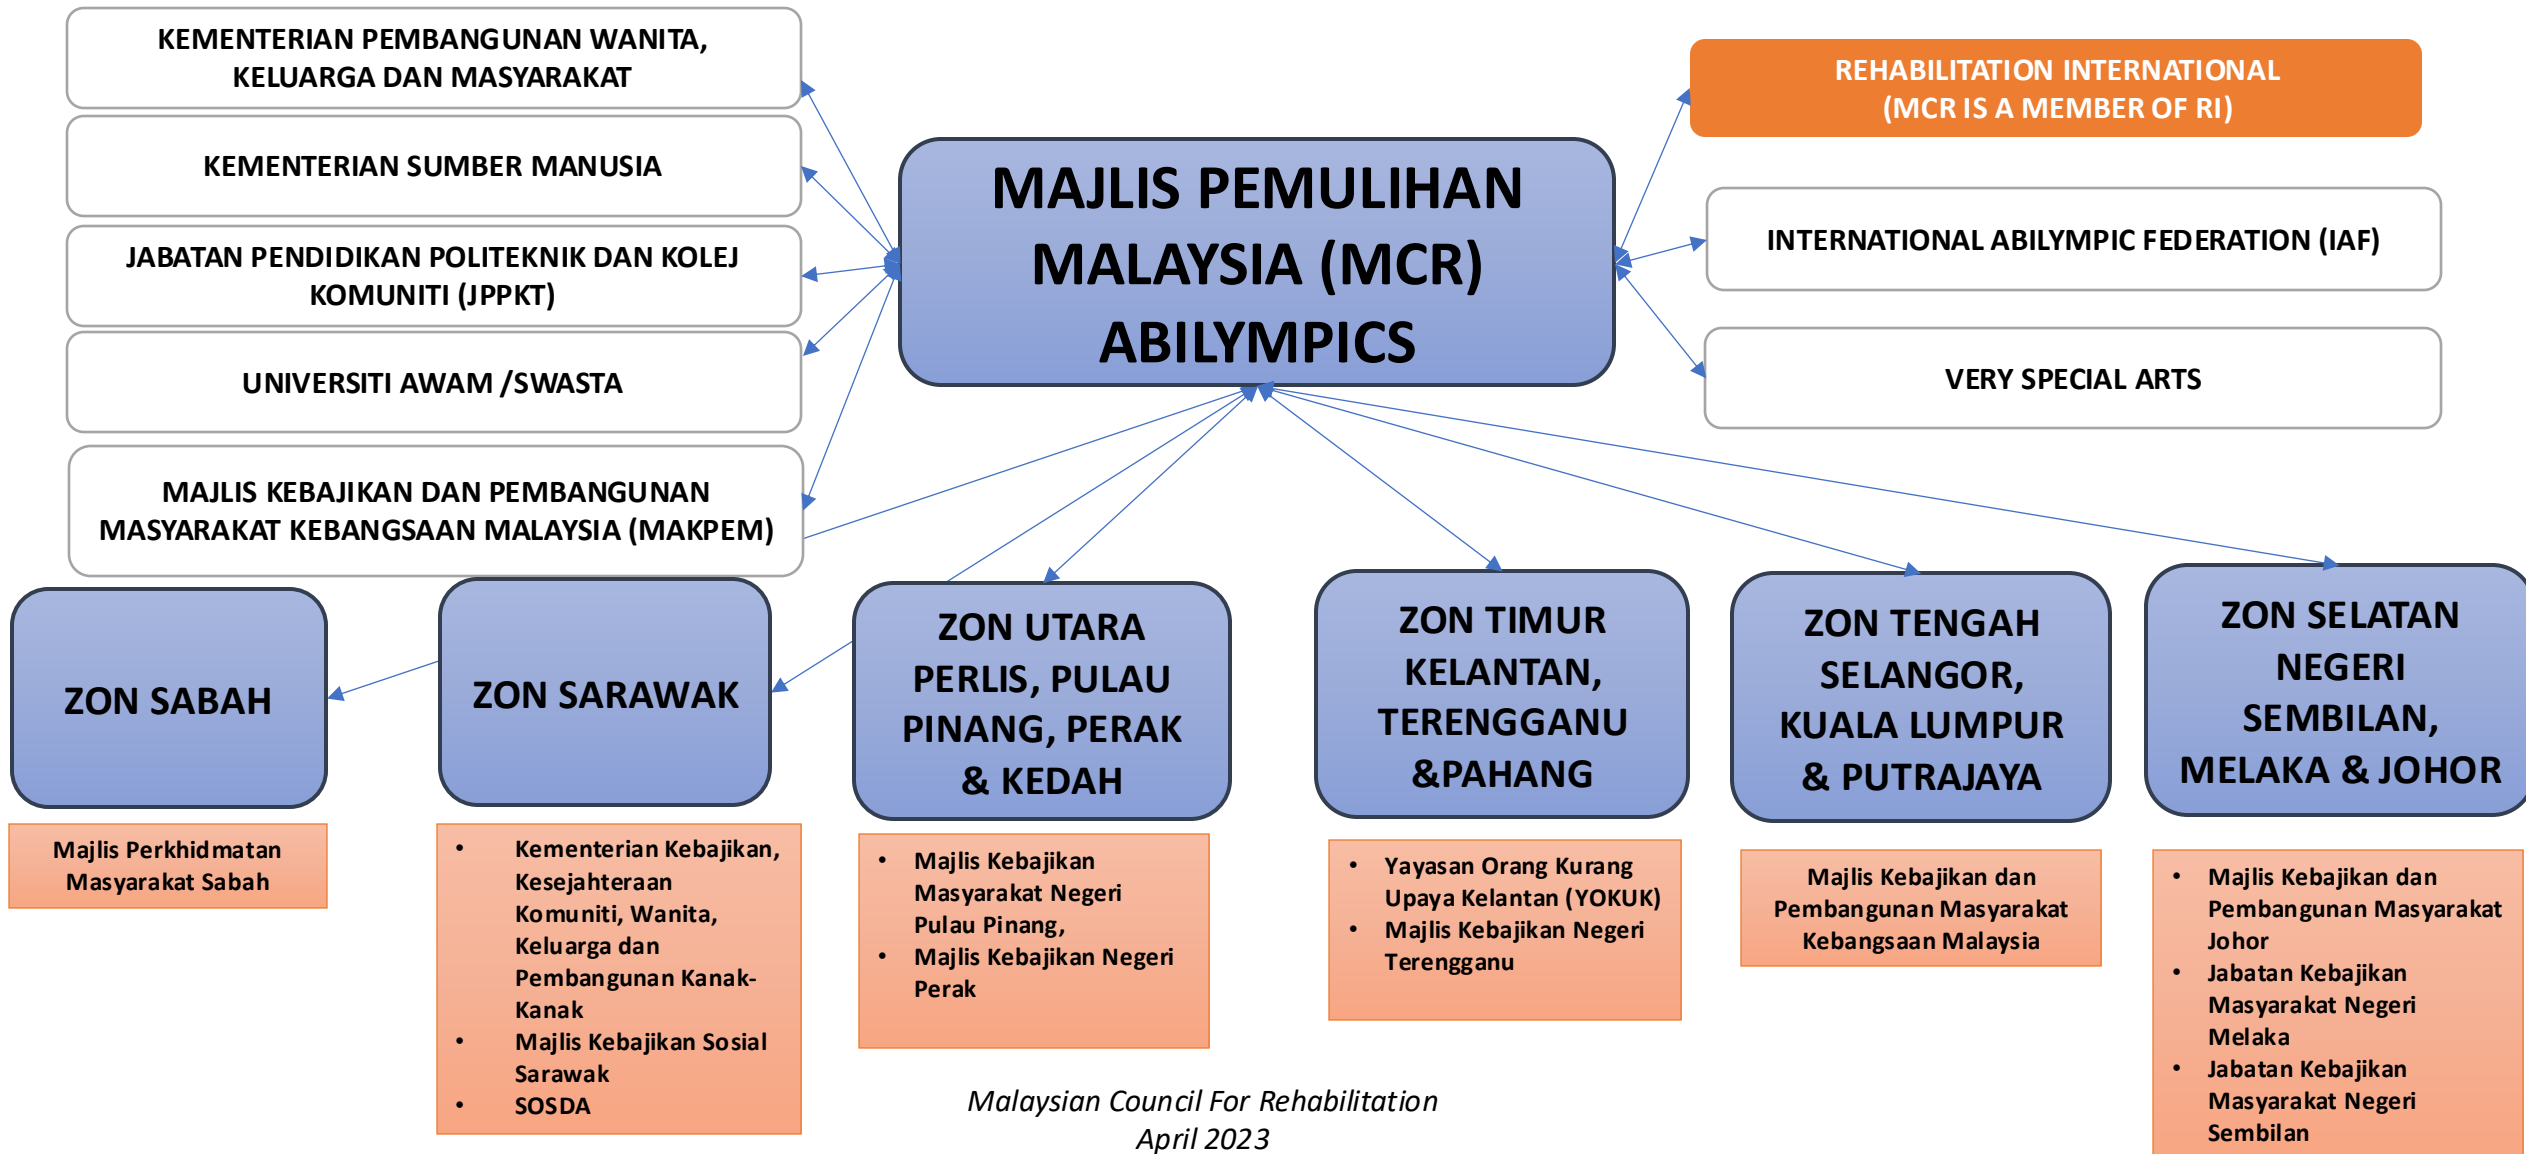 KEMENTERIAN PEMBANGUNAN WANITA,
KELUARGA DAN MASYARAKAT
KEMENTERIAN SUMBER MANUSIA
JABATAN PENDIDIKAN POLITEKNIK DAN KOLEJ
KOMUNITI (JPPKT)
UNIVERSITI AWAM /SWASTA
MAJLIS KEBAJIKAN DAN PEMBANGUNAN
MASYARAKAT KEBANGSAAN MALAYSIA (MAKPEM)
MAJLIS PEMULIHAN
MALAYSIA (MCR)
ABILYMPICS
REHABILITATION INTERNATIONAL
(MCR IS A MEMBER OF RI)
INTERNATIONAL ABILYMPIC FEDERATION (IAF)
VERY SPECIAL ARTS
ZON SABAH
Majlis Perkhidmatan
Masyarakat Sabah
ZON SARAWAK
• Kementerian Kebajikan,
Kesejahteraan
Komuniti, Wanita,
Keluarga dan
Pembangunan Kanak-
Kanak
• Majlis Kebajikan Sosial
Sarawak
• SOSDA
ZON UTARA
PERLIS, PULAU
PINANG, PERAK
& KEDAH
• Majlis Kebajikan
Masyarakat Negeri
Pulau Pinang,
• Majlis Kebajikan Negeri
Perak
ZON TIMUR
KELANTAN,
TERENGGANU
&PAHANG
• Yayasan Orang Kurang
Upaya Kelantan (YOKUK)
• Majlis Kebajikan Negeri
Terengganu
ZON TENGAH
SELANGOR,
KUALA LUMPUR
& PUTRAJAYA
Majlis Kebajikan dan
Pembangunan Masyarakat
Kebangsaan Malaysia
ZON SELATAN
NEGERI
SEMBILAN,
MELAKA & JOHOR
• Majlis Kebajikan dan
Pembangunan Masyarakat
Johor
• Jabatan Kebajikan
Masyarakat Negeri
Melaka
• Jabatan Kebajikan
Masyarakat Negeri
Sembilan
Malaysian Council For Rehabilitation
April 2023